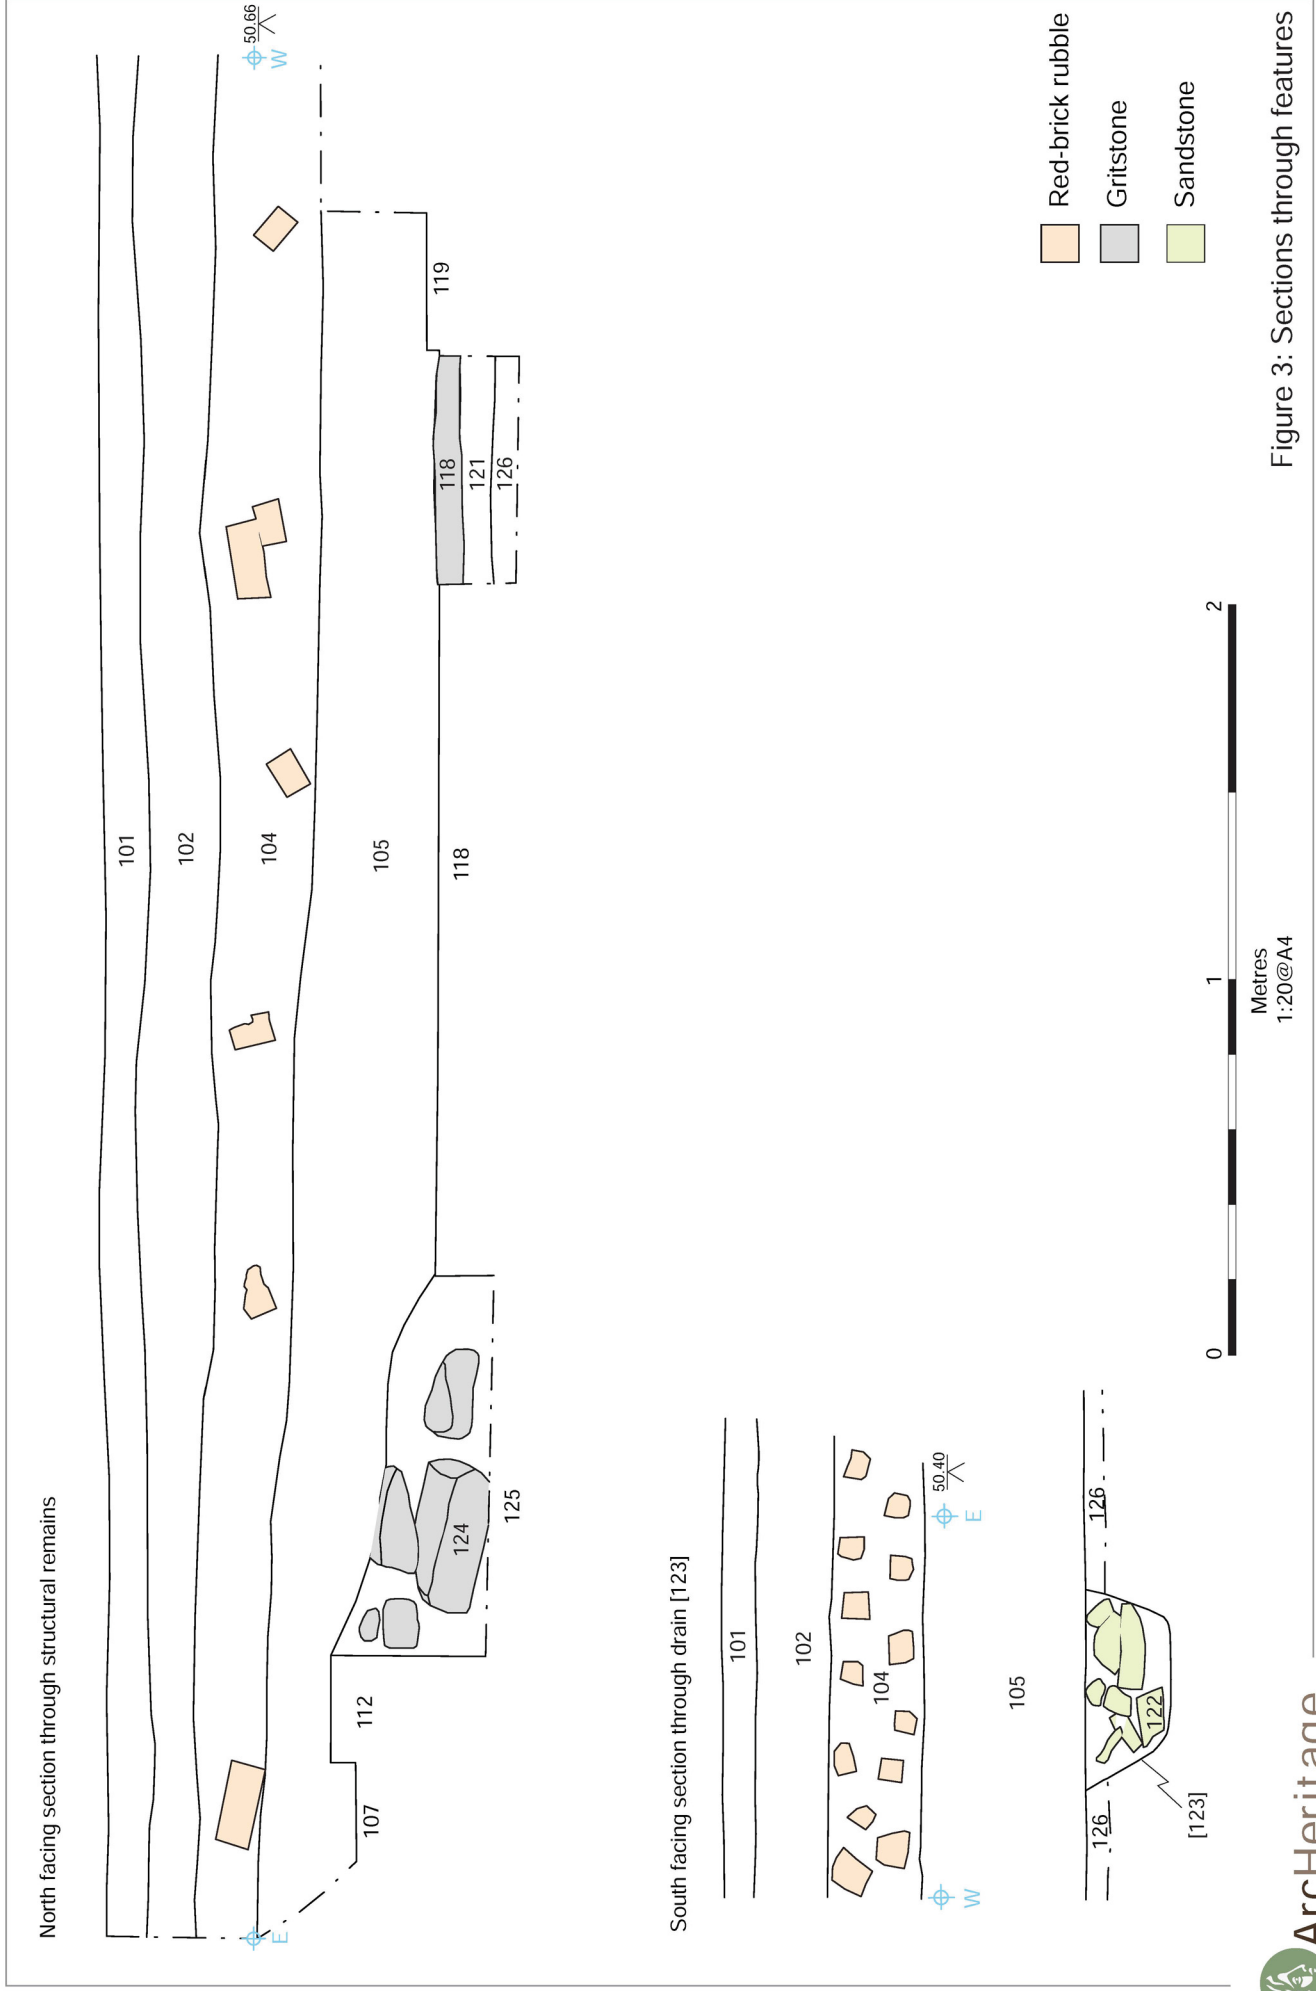 North facing section through structural remains
50.66
E
W
101
102
104
105
107
112
118
118
119
121
126
124
125
South facing section through drain [123]
50.40
W
E
101
102
104
105
126
126
122
[123]
Red-brick rubble
Gritstone
Sandstone
0
1
2
Metres
1:20@A4
Figure 3: Sections through features
ArcHeritage